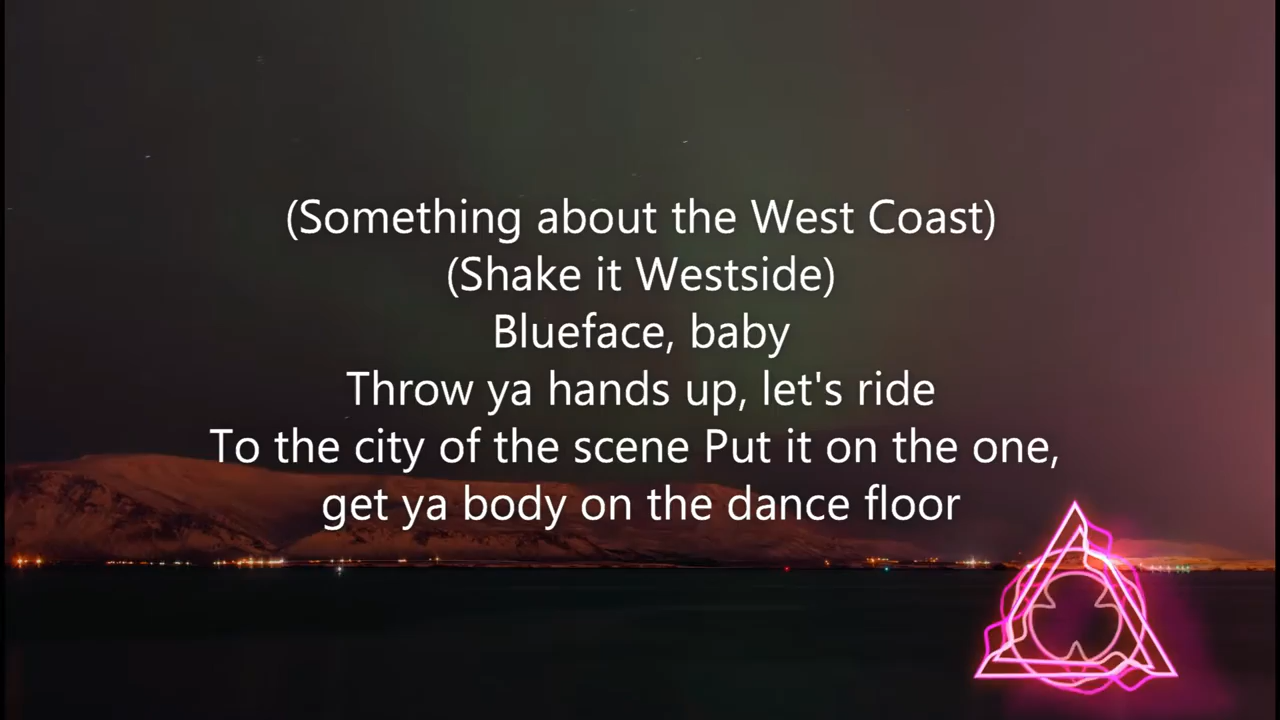 (Something about the West Coast)
(Shake it Westside)
Blueface, baby
Throw ya hands up, let's ride
To the city of the scene Put it on the one,
get ya body on the dance floor